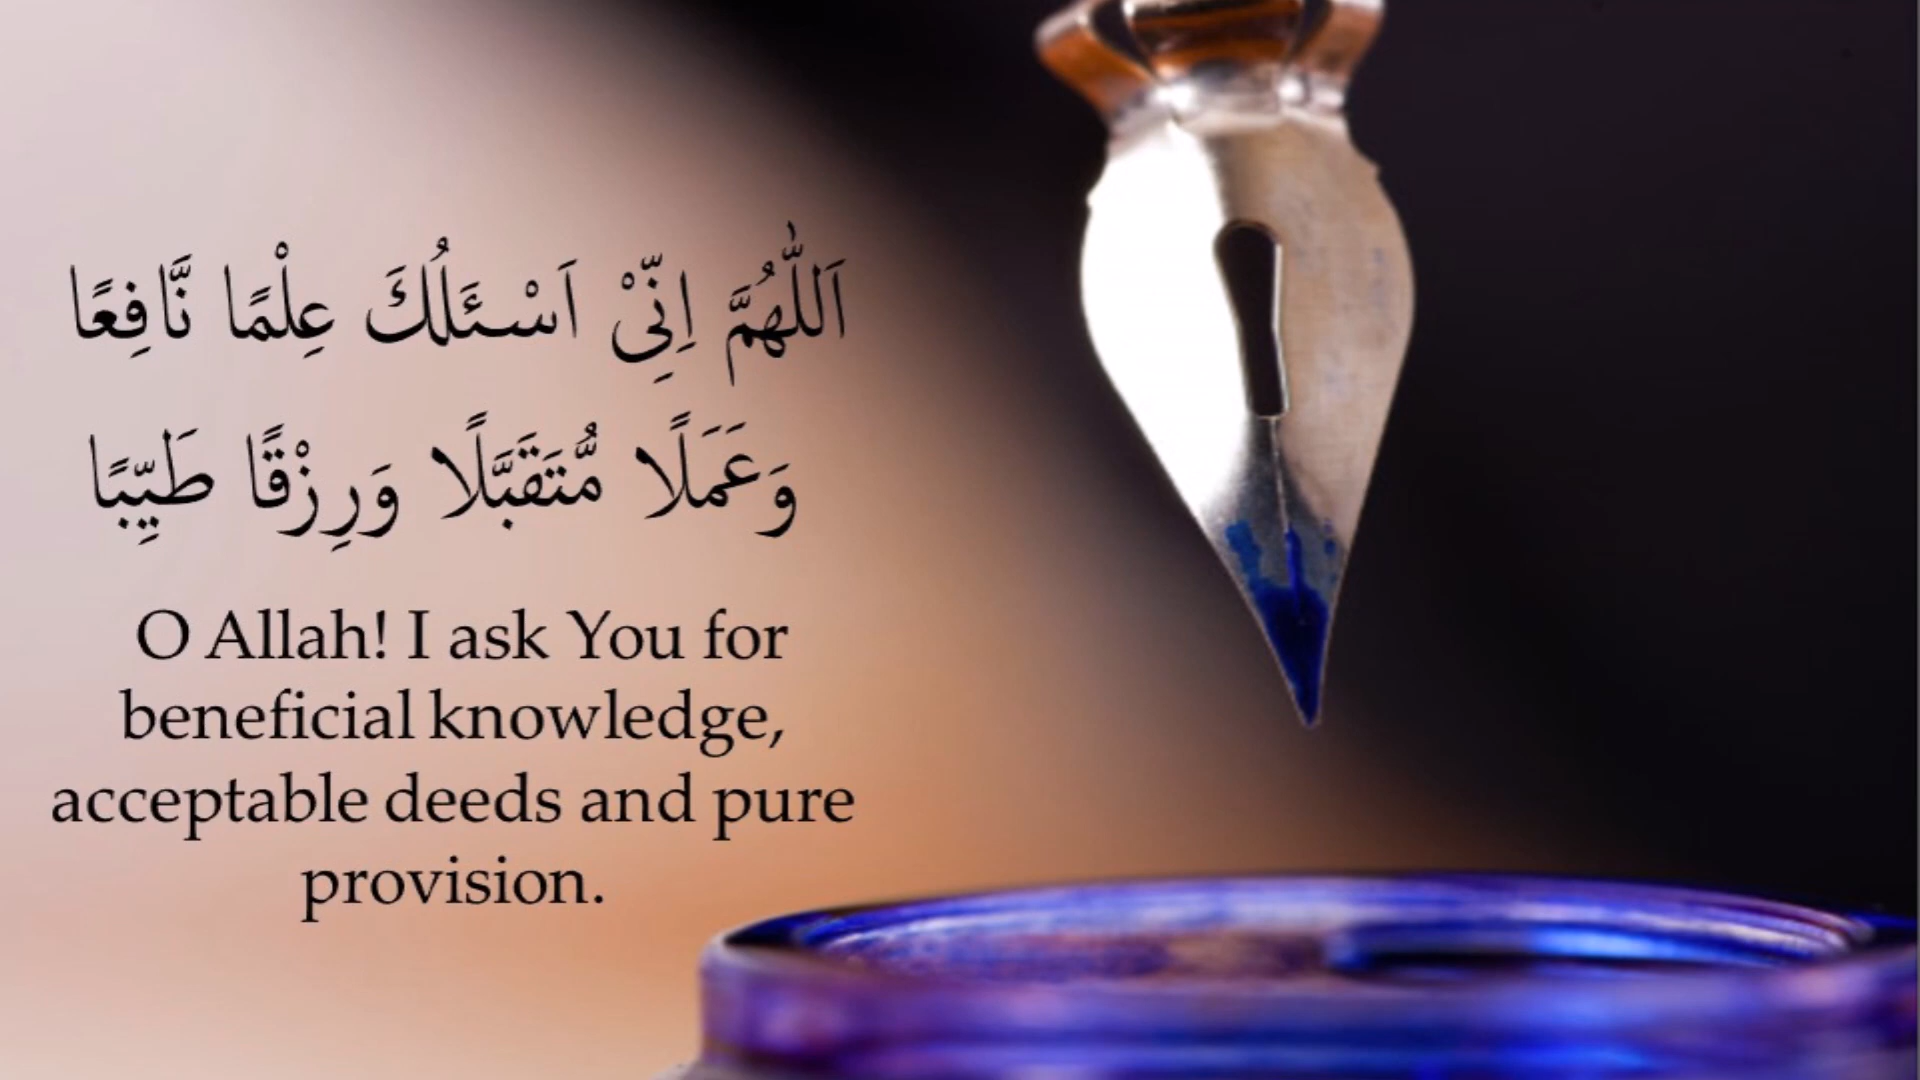 اَللّٰهُمَّ اِنِّىْ اَسْئَلُكَ عِلْمًا نَّافِعًا
وَعَمَلًا مُّتَقَبَّلًا وَرِزْقًا طَيِّبًا
O Allah! I ask You for
beneficial knowledge,
acceptable deeds and pure
provision.